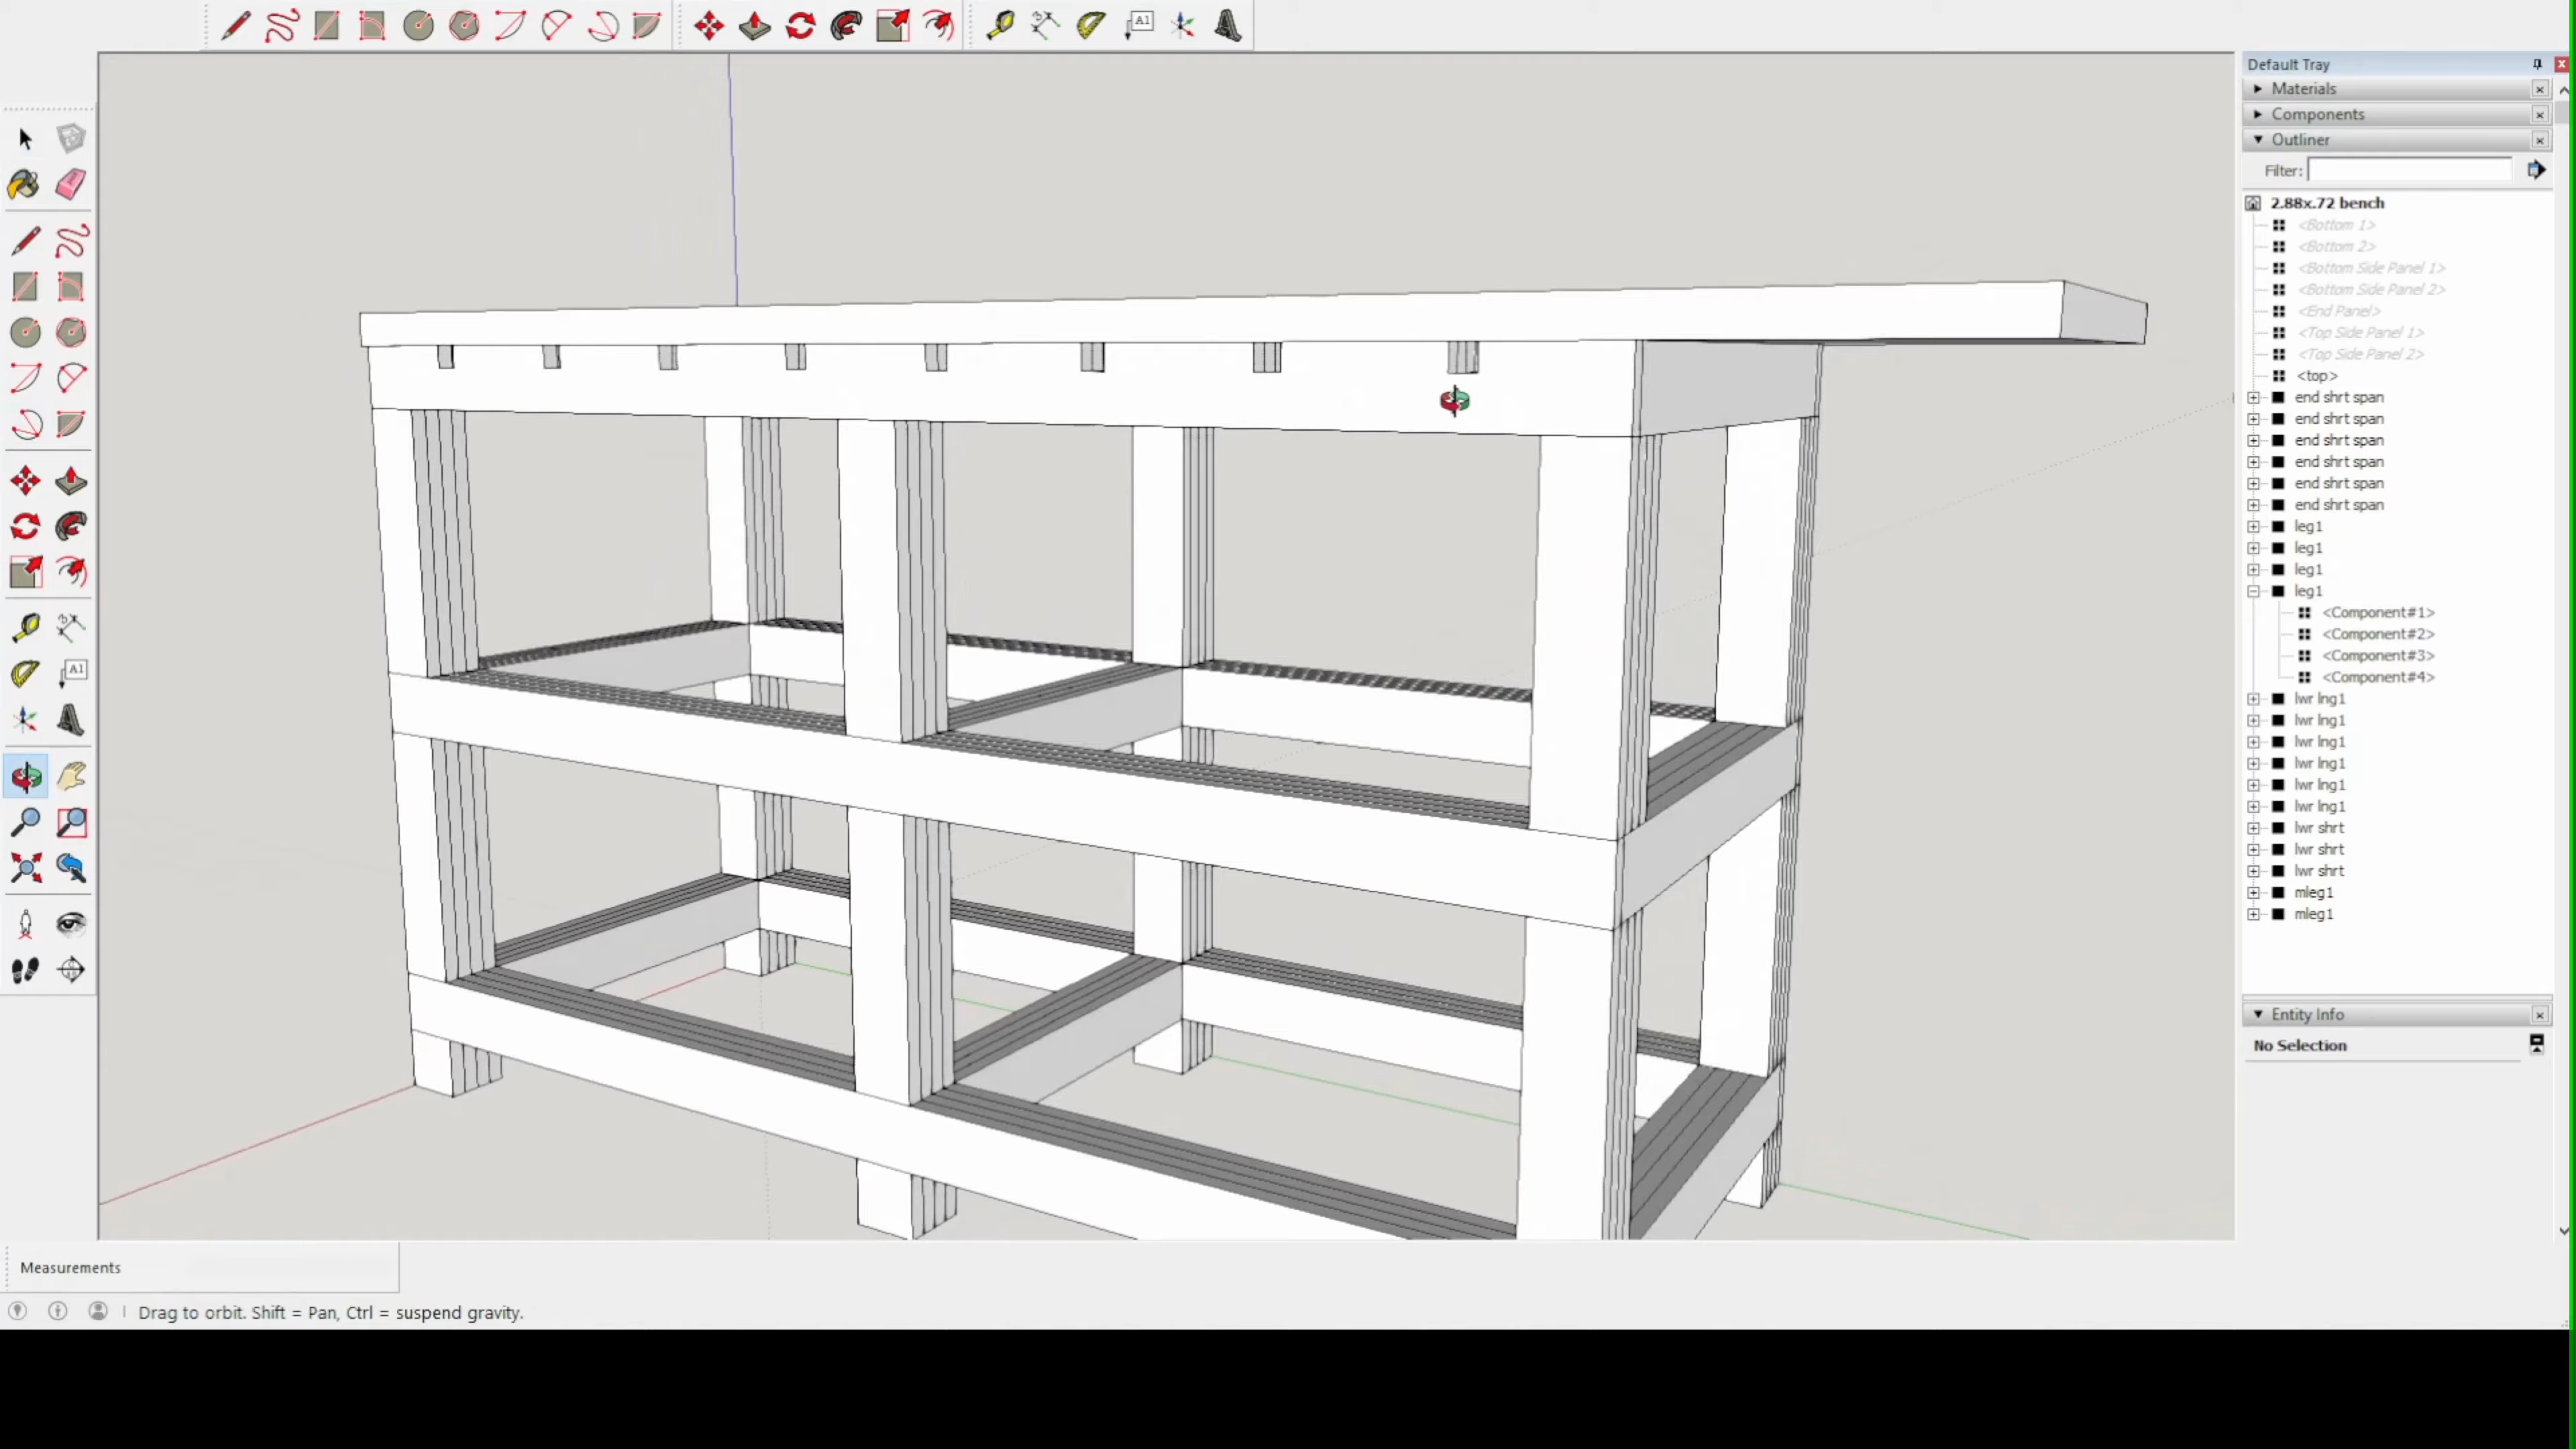 A1
Default Tray
Materials
Components
Outliner
Filter:
2.88x.72 bench
<Bottom 1>
<Bottom 2>
<Bottom Side Panel 1>
<Bottom Side Panel 2>
<End Panel>
<Top Side Panel 1>
<Top Side Panel 2>
<top>
end shrt span
end shrt span
end shrt span
end shrt span
end shrt span
end shrt span
leg1
leg1
leg1
leg1
<Component#1>
<Component#2>
<Component#3>
<Component#4>
lwr lng1
lwr lng1
lwr lng1
lwr lng1
lwr lng1
lwr lng1
lwr shrt
lwr shrt
lwr shrt
mleg1
mleg1
Entity Info
No Selection
A1
Measurements
Drag to orbit. Shift = Pan, Ctrl = suspend gravity.